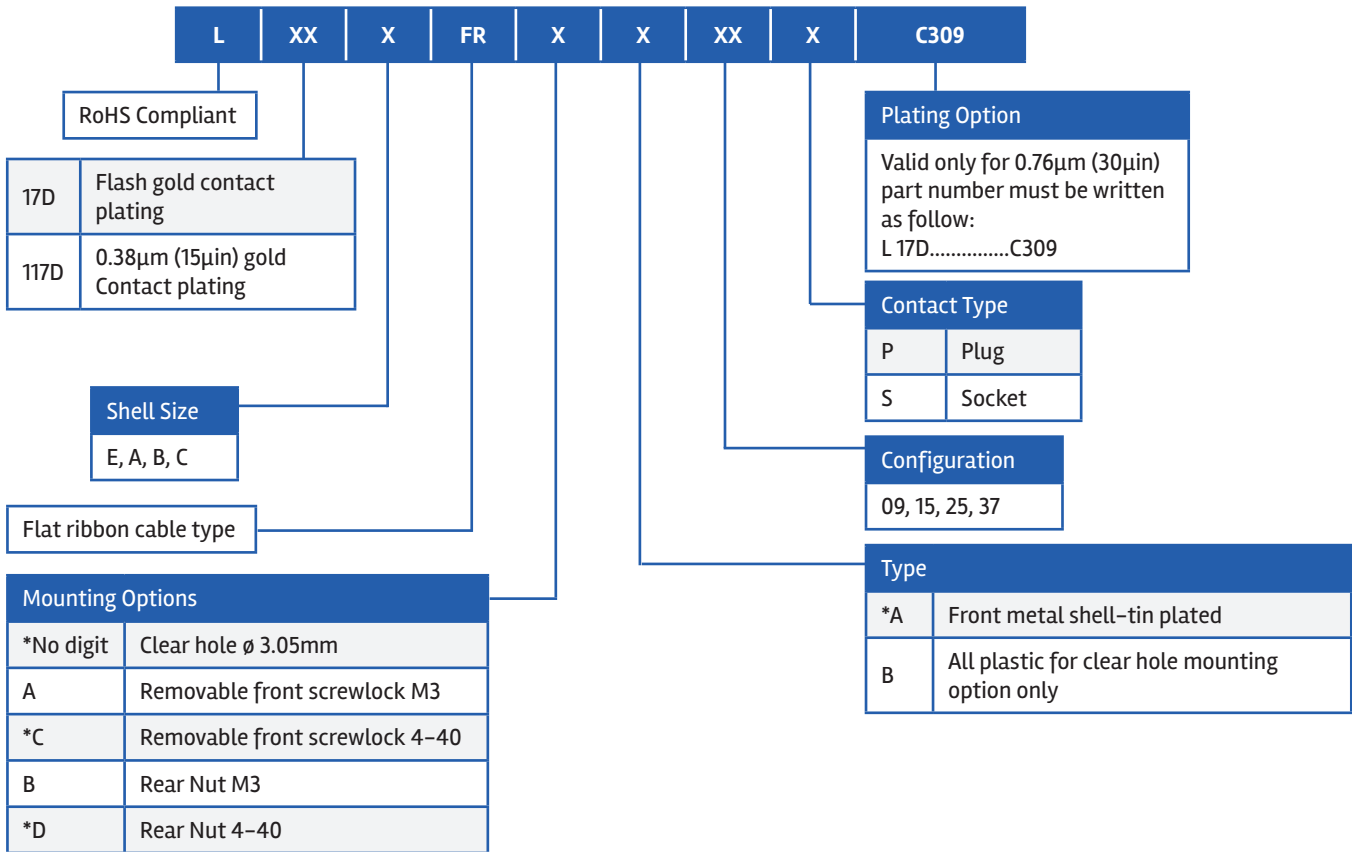 L XX X FR X X XX X C309
RoHS Compliant
17D Flash gold contact
plating
117D 0.38µm (15µin) gold
Contact plating
Shell Size
E, A, B, C
Flat ribbon cable type
Mounting Options
*No digit Clear hole ø 3.05mm
A Removable front screwlock M3
*C Removable front screwlock 4-40
B Rear Nut M3
*D Rear Nut 4-40
Plating Option
Valid only for 0.76µm (30µin)
part number must be written
as follow:
L 17D..............C309
Contact Type
P Plug
S Socket
Configuration
09, 15, 25, 37
Type
*A Front metal shell-tin plated
B All plastic for clear hole mounting
option only